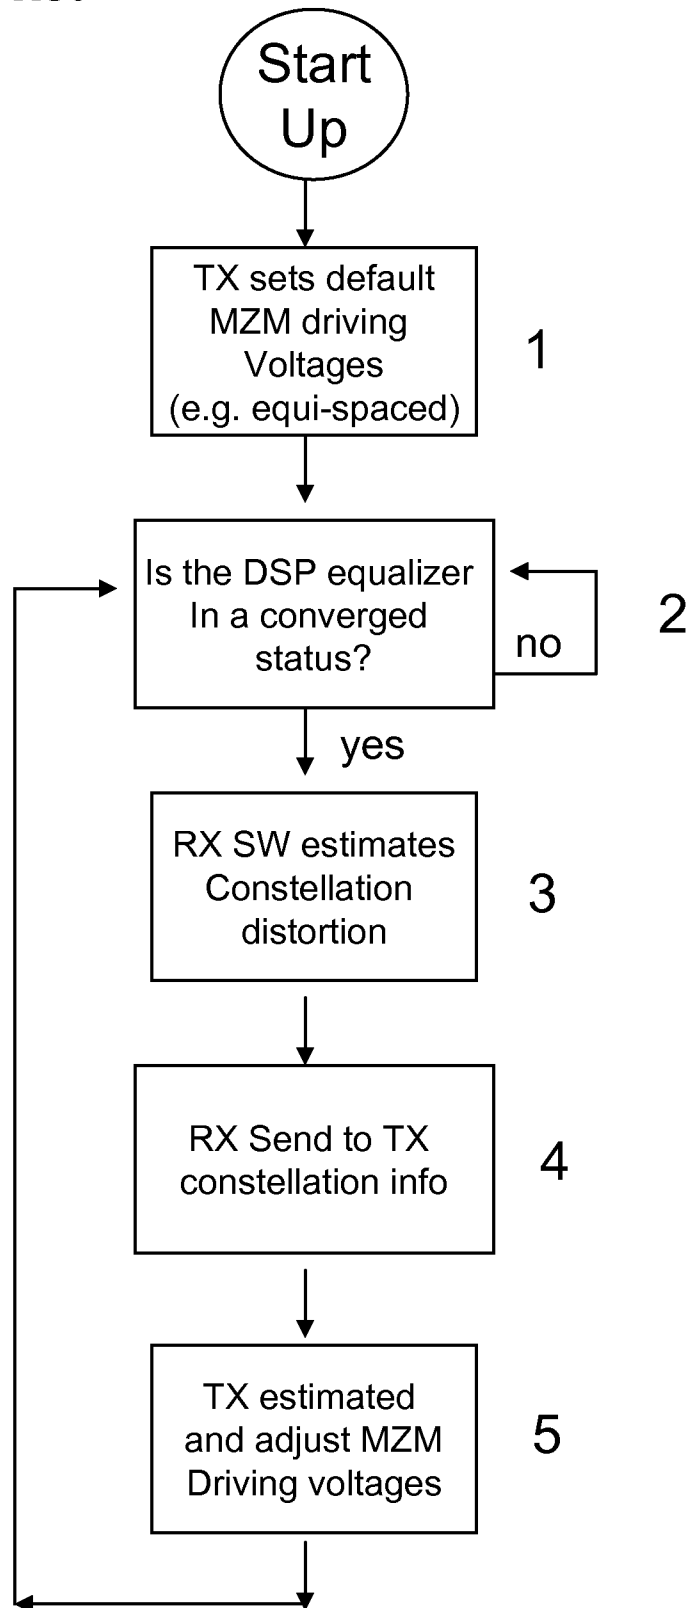 Start
Up
TX sets default
MZM driving
Voltages
(e.g. equi-spaced)
1
Is the DSP equalizer
In a converged
status?
no
2
yes
RX SW estimates
Constellation
distortion
3
RX Send to TX
constellation info
4
TX estimated
and adjust MZM
Driving voltages
5